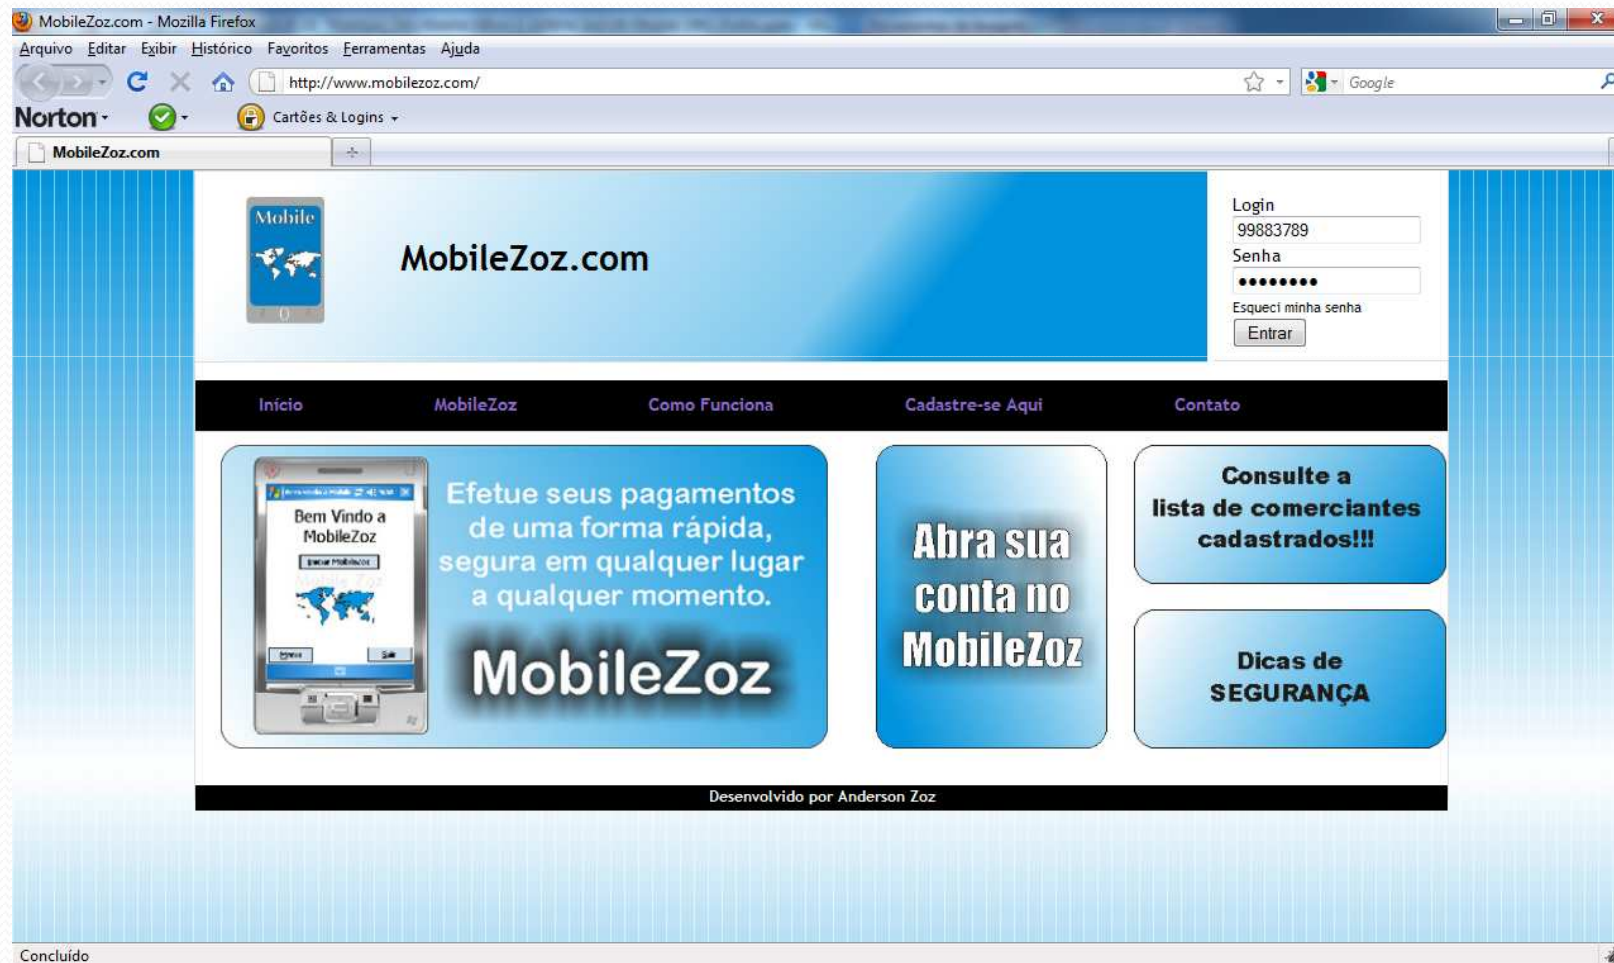 MobileZoz.com - Mozilla Firefox
Arquivo Editar Exibir Histórico Favoritos Ferramentas Ajuda
http://www.mobilezoz.com/
Google
Norton
Cartões & Logins
MobileZoz.com
Mobile
MobileZoz.com
Login
99883789
Senha
••••••••
Esqueci minha senha
Entrar
Início MobileZoz Como Funciona Cadastre-se Aqui Contato
Bem Vindo a
MobileZoz
Sair
Efetue seus pagamentos
de uma forma rápida,
segura em qualquer lugar
a qualquer momento.
MobileZoz
Abra sua
conta no
MobileZoz
Consulte a
lista de comerciantes
cadastrados!!!
Dicas de
SEGURANÇA
Desenvolvido por Anderson Zoz
Concluído